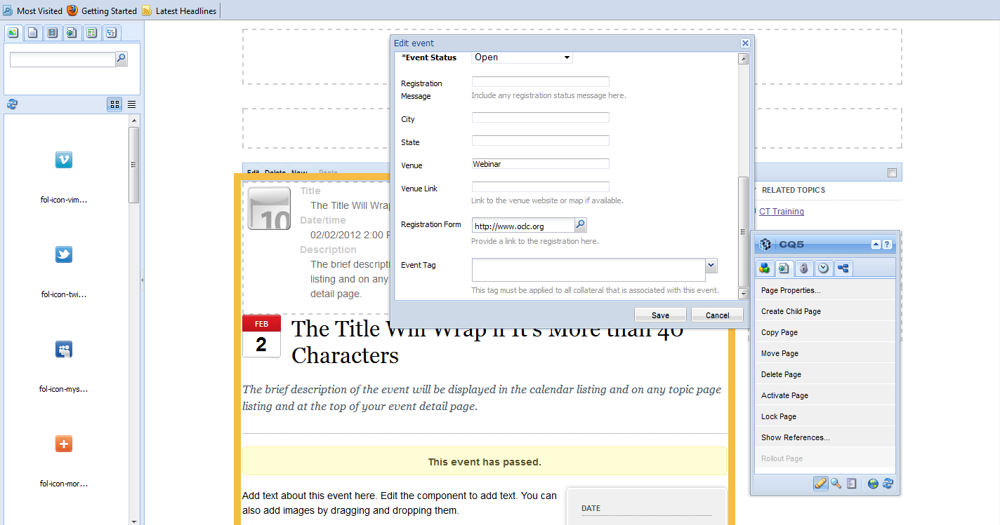 Most Visited Getting Started Latest Headlines
fol-icon-vim...
fol-icon-twi...
fol-icon-mys...
fol-icon-mor...
Edit Delete New Paste
10
Title
The Title Will Wrap
Date/time
02/02/2012 2:00 P
Description
The brief descripti
listing and on any
detail page.
FEB
2
The Title Will Wrap if It's More than 40
Characters
The brief description of the event will be displayed in the calendar listing and on any topic page
listing and at the top of your event detail page.
This event has passed.
Add text about this event here. Edit the component to add text. You can
also add images by dragging and dropping them.
DATE
Edit event
*Event Status Open
Registration
Message
Include any registration status message here.
City
State
Venue Webinar
Venue Link
Link to the venue website or map if available.
Registration Form http://www.oclc.org
Provide a link to the registration here.
Event Tag
This tag must be applied to all collateral that is associated with this event.
Save Cancel
RELATED TOPICS
CT Training
CQ5
?
Page Properties...
Create Child Page
Copy Page
Move Page
Delete Page
Activate Page
Lock Page
Show References...
Rollout Page